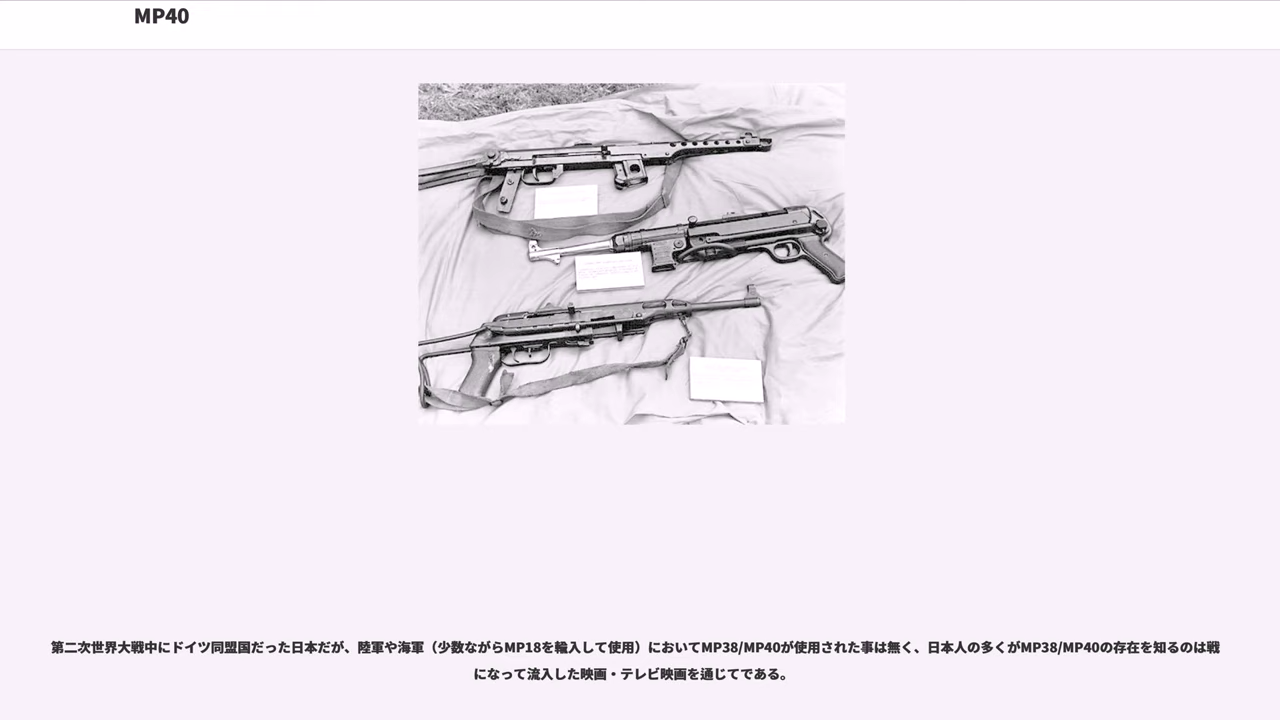 MP40
第二次世界大戦中にドイツ同盟国だった日本だが、陸軍や海軍（少数ながらMP18を輪入して使用）においてMP38/MP40が使用された事は無く、日本人の多くがMP38/MP40の存在を知るのは戦
になって流入した映画・テレビ映画を通じてである。